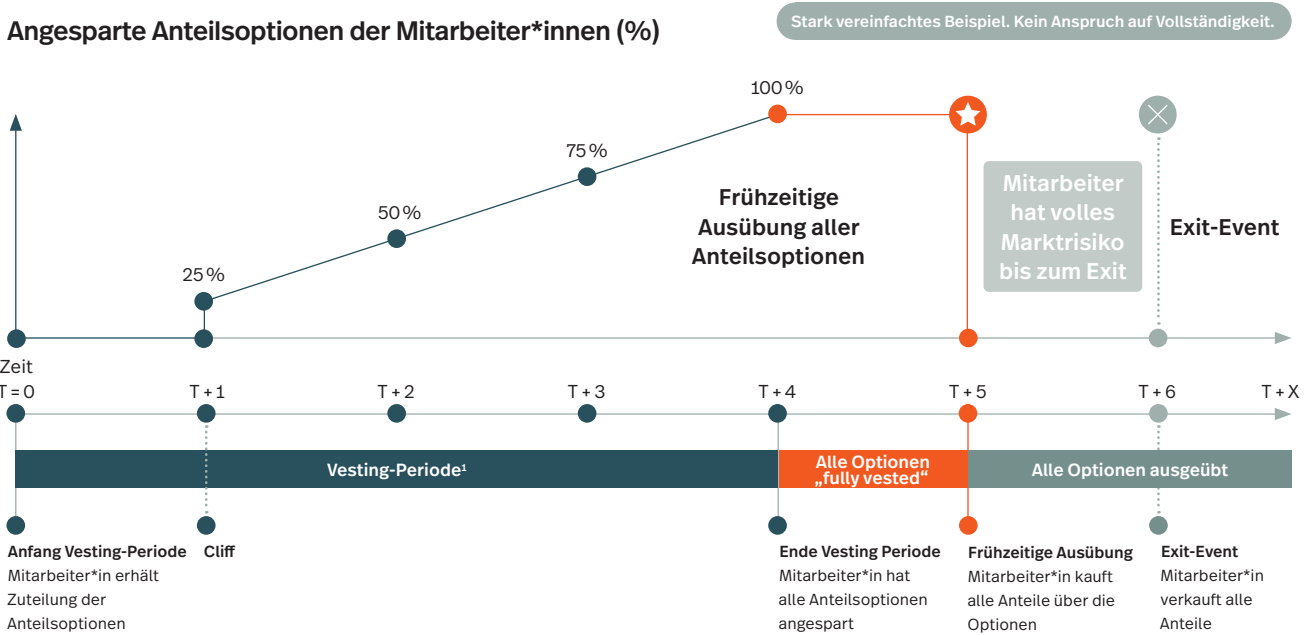 Angesparte Anteilsoptionen der Mitarbeiter*innen (%)
Stark vereinfachtes Beispiel. Kein Anspruch auf Vollständigkeit.
100 %
75 %
50 %
25 %
Frühzeitige
Ausübung aller
Anteilsoptionen
Mitarbeiter
hat volles
Marktrisiko
bis zum Exit
Exit-Event
Zeit
T = 0
T + 1
T + 2
T + 3
T + 4
T + 5
T + 6
T + X
Vesting-Periode¹
Alle Optionen
„fully vested“
Alle Optionen ausgeübt
Anfang Vesting-Periode
Mitarbeiter*in erhält
Zuteilung der
Anteilsoptionen
Cliff
Ende Vesting Periode
Mitarbeiter*in hat
alle Anteilsoptionen
angespart
Frühzeitige Ausübung
Mitarbeiter*in kauft
alle Anteile über die
Optionen
Exit-Event
Mitarbeiter*in
verkauft alle
Anteile